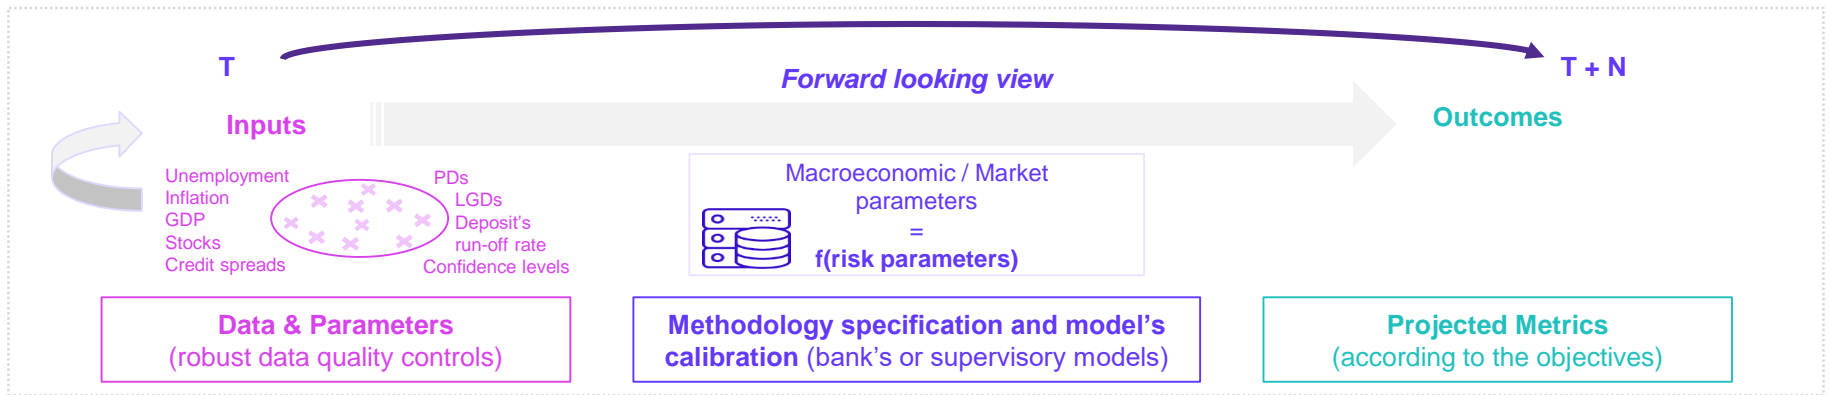 T
Forward looking view
T + N
Inputs
Outcomes
Unemployment
Inflation
GDP
Stocks
Credit spreads
PDs
LGDs
Deposit's
run-off rate
Confidence levels
Macroeconomic / Market
parameters
=
f(risk parameters)
Data & Parameters
(robust data quality controls)
Methodology specification and model's
calibration (bank's or supervisory models)
Projected Metrics
(according to the objectives)